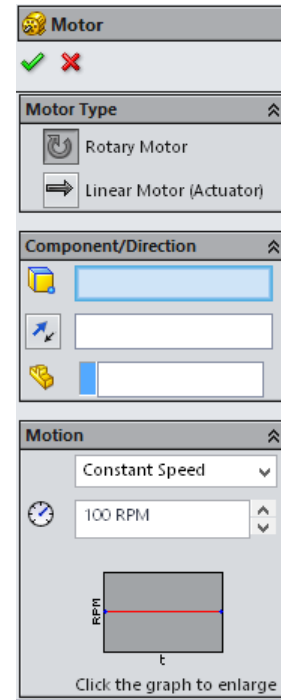 Motor
Motor Type
Rotary Motor
Linear Motor (Actuator)
Component/Direction
Motion
Constant Speed
100 RPM
RPM
t
Click the graph to enlarge